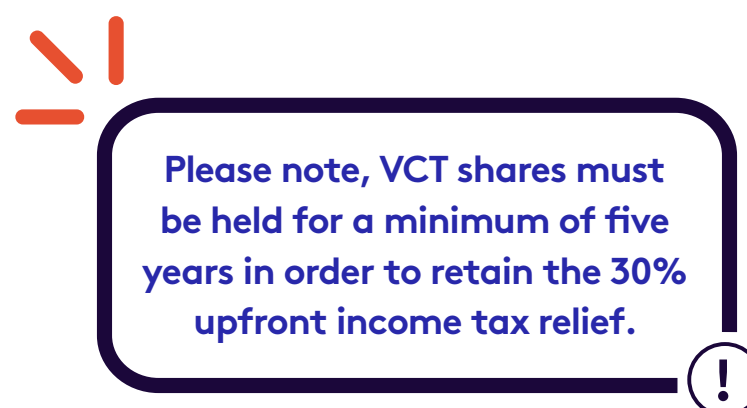 Please note, VCT shares must
be held for a minimum of five
years in order to retain the 30%
upfront income tax relief.
!